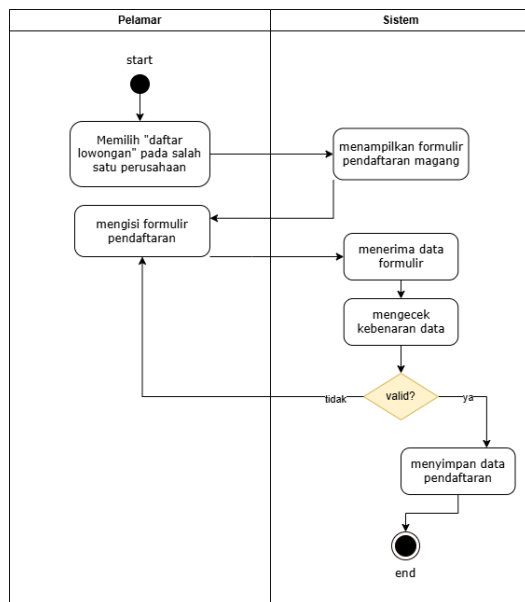 Pelamar
Sistem
start
Memilih "daftar
lowongan" pada salah
satu perusahaan
menampilkan formulir
pendaftaran magang
mengisi formulir
pendaftaran
menerima data
formulir
mengecek
kebenaran data
valid?
tidak
ya
menyimpan data
pendaftaran
end